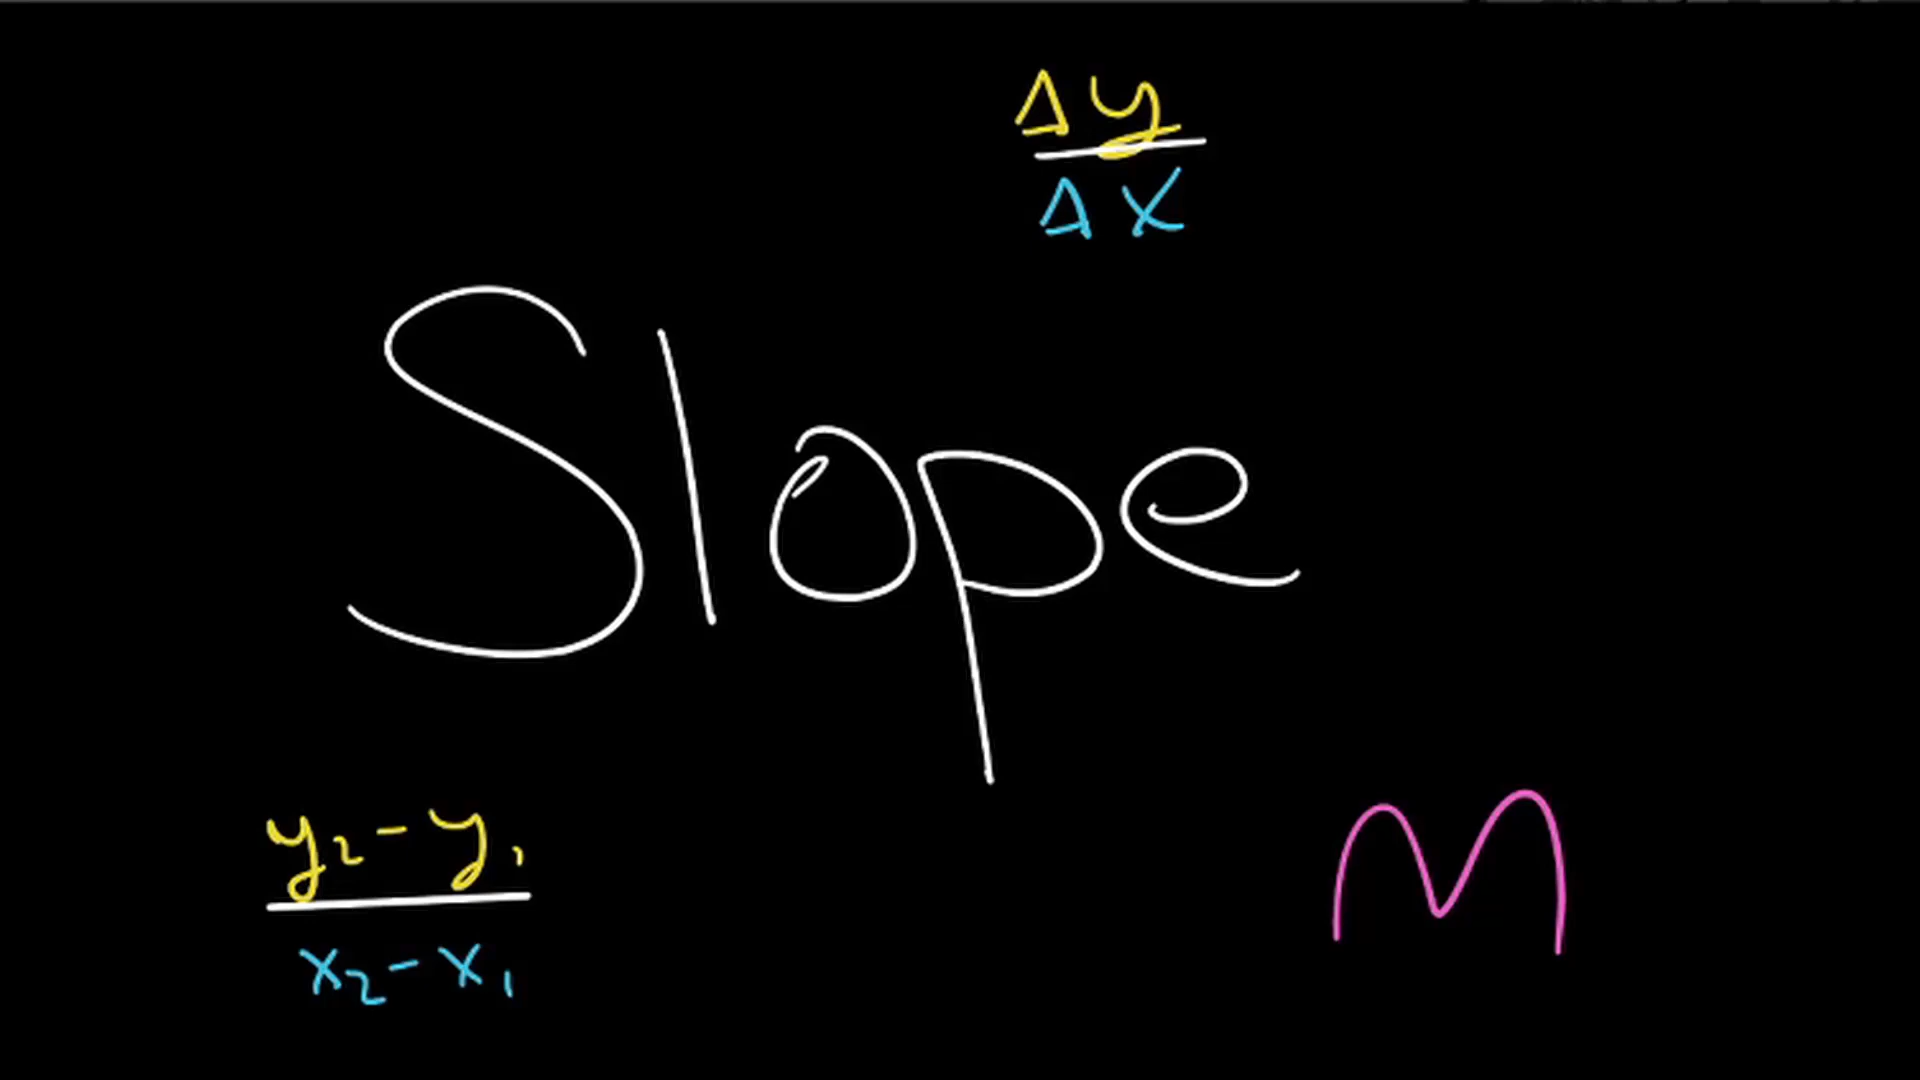 Δy
Δx
Slope
y₂-y₁
x₂-x₁
m